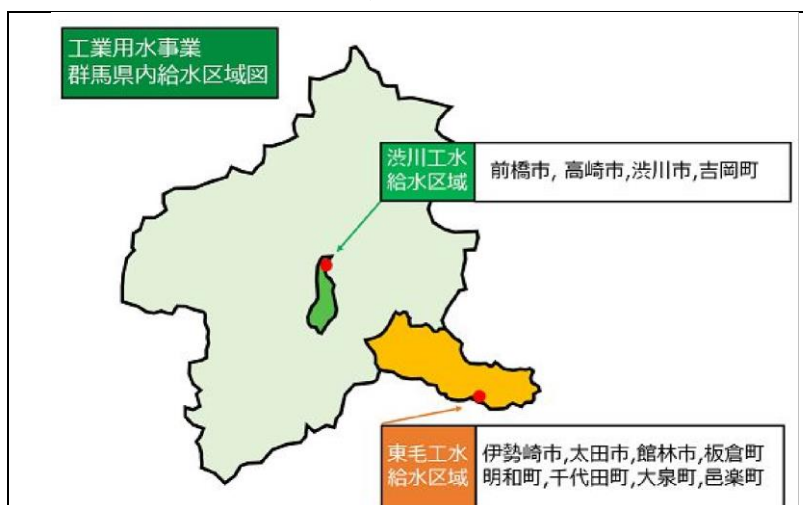 工業用水事業
群馬県内給水区域図
渋川工水
給水区域
前橋市, 高崎市,渋川市,吉岡町
東毛工水
給水区域
伊勢崎市,太田市,館林市,板倉町
明和町,千代田町,大泉町,邑楽町